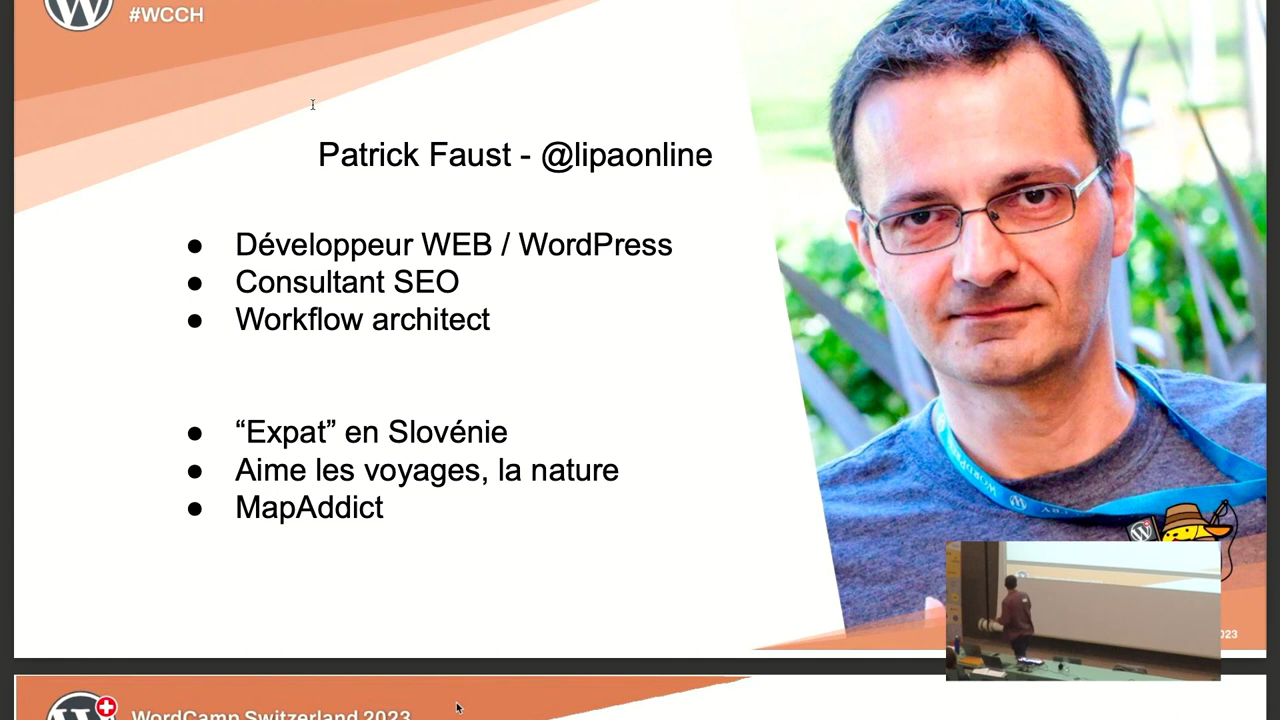 #WCCH
Patrick Faust - @lipaonline
● Développeur WEB / WordPress
● Consultant SEO
● Workflow architect
● “Expat” en Slovénie
● Aime les voyages, la nature
● MapAddict
023
WordCamp Switzerland 2023